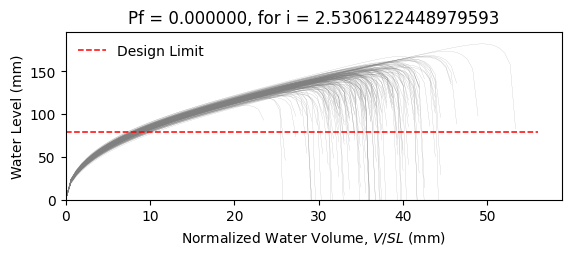 Pf = 0.000000, for i = 2.5306122448979593
Design Limit
Water Level (mm)
150
100
50
0
0 10 20 30 40 50
Normalized Water Volume, V/SL (mm)